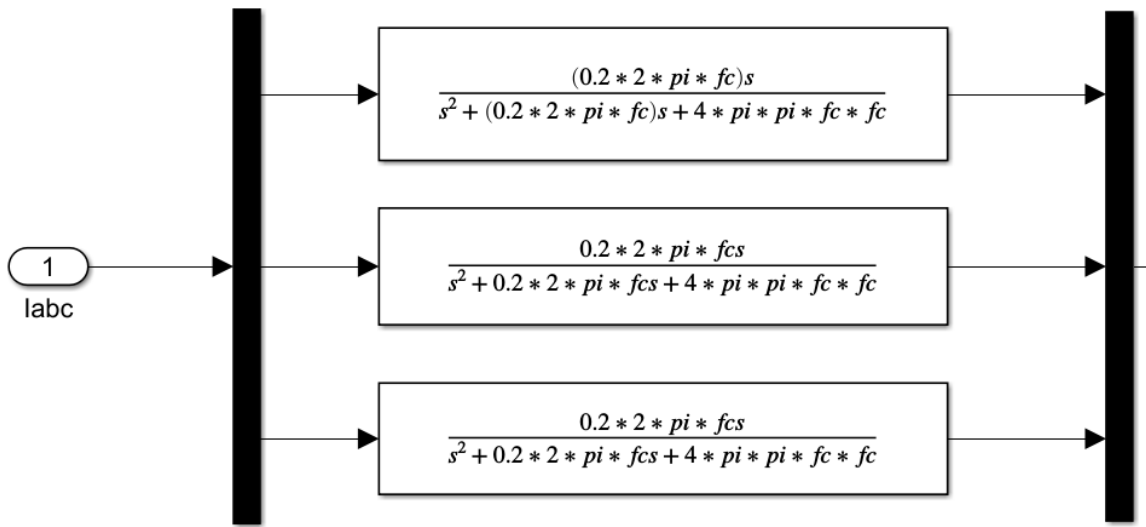 (0.2 * 2 * pi * fc)s
s² + (0.2 * 2 * pi * fc)s + 4 * pi * pi * fc * fc
0.2 * 2 * pi * fcs
s² + 0.2 * 2 * pi * fcs + 4 * pi * pi * fc * fc
1
Iabc
0.2 * 2 * pi * fcs
s² + 0.2 * 2 * pi * fcs + 4 * pi * pi * fc * fc